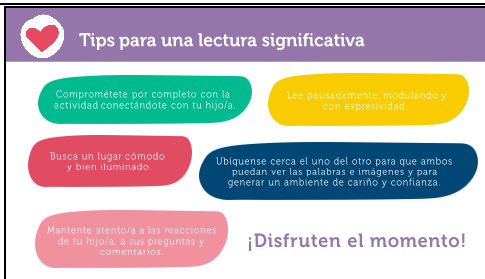 Tips para una lectura significativa
Comprométete por completo con la
actividad conectándote con tu hijo/a.
Lee pausadamente, modulando y
con expresividad.
Busca un lugar cómodo
y bien iluminado.
Ubíquense cerca el uno del otro para que ambos
puedan ver las palabras e imágenes y para
generar un ambiente de cariño y confianza.
Mantente atento/a a las reacciones
de tu hijo/a, a sus preguntas y
comentarios.
¡Disfruten el momento!